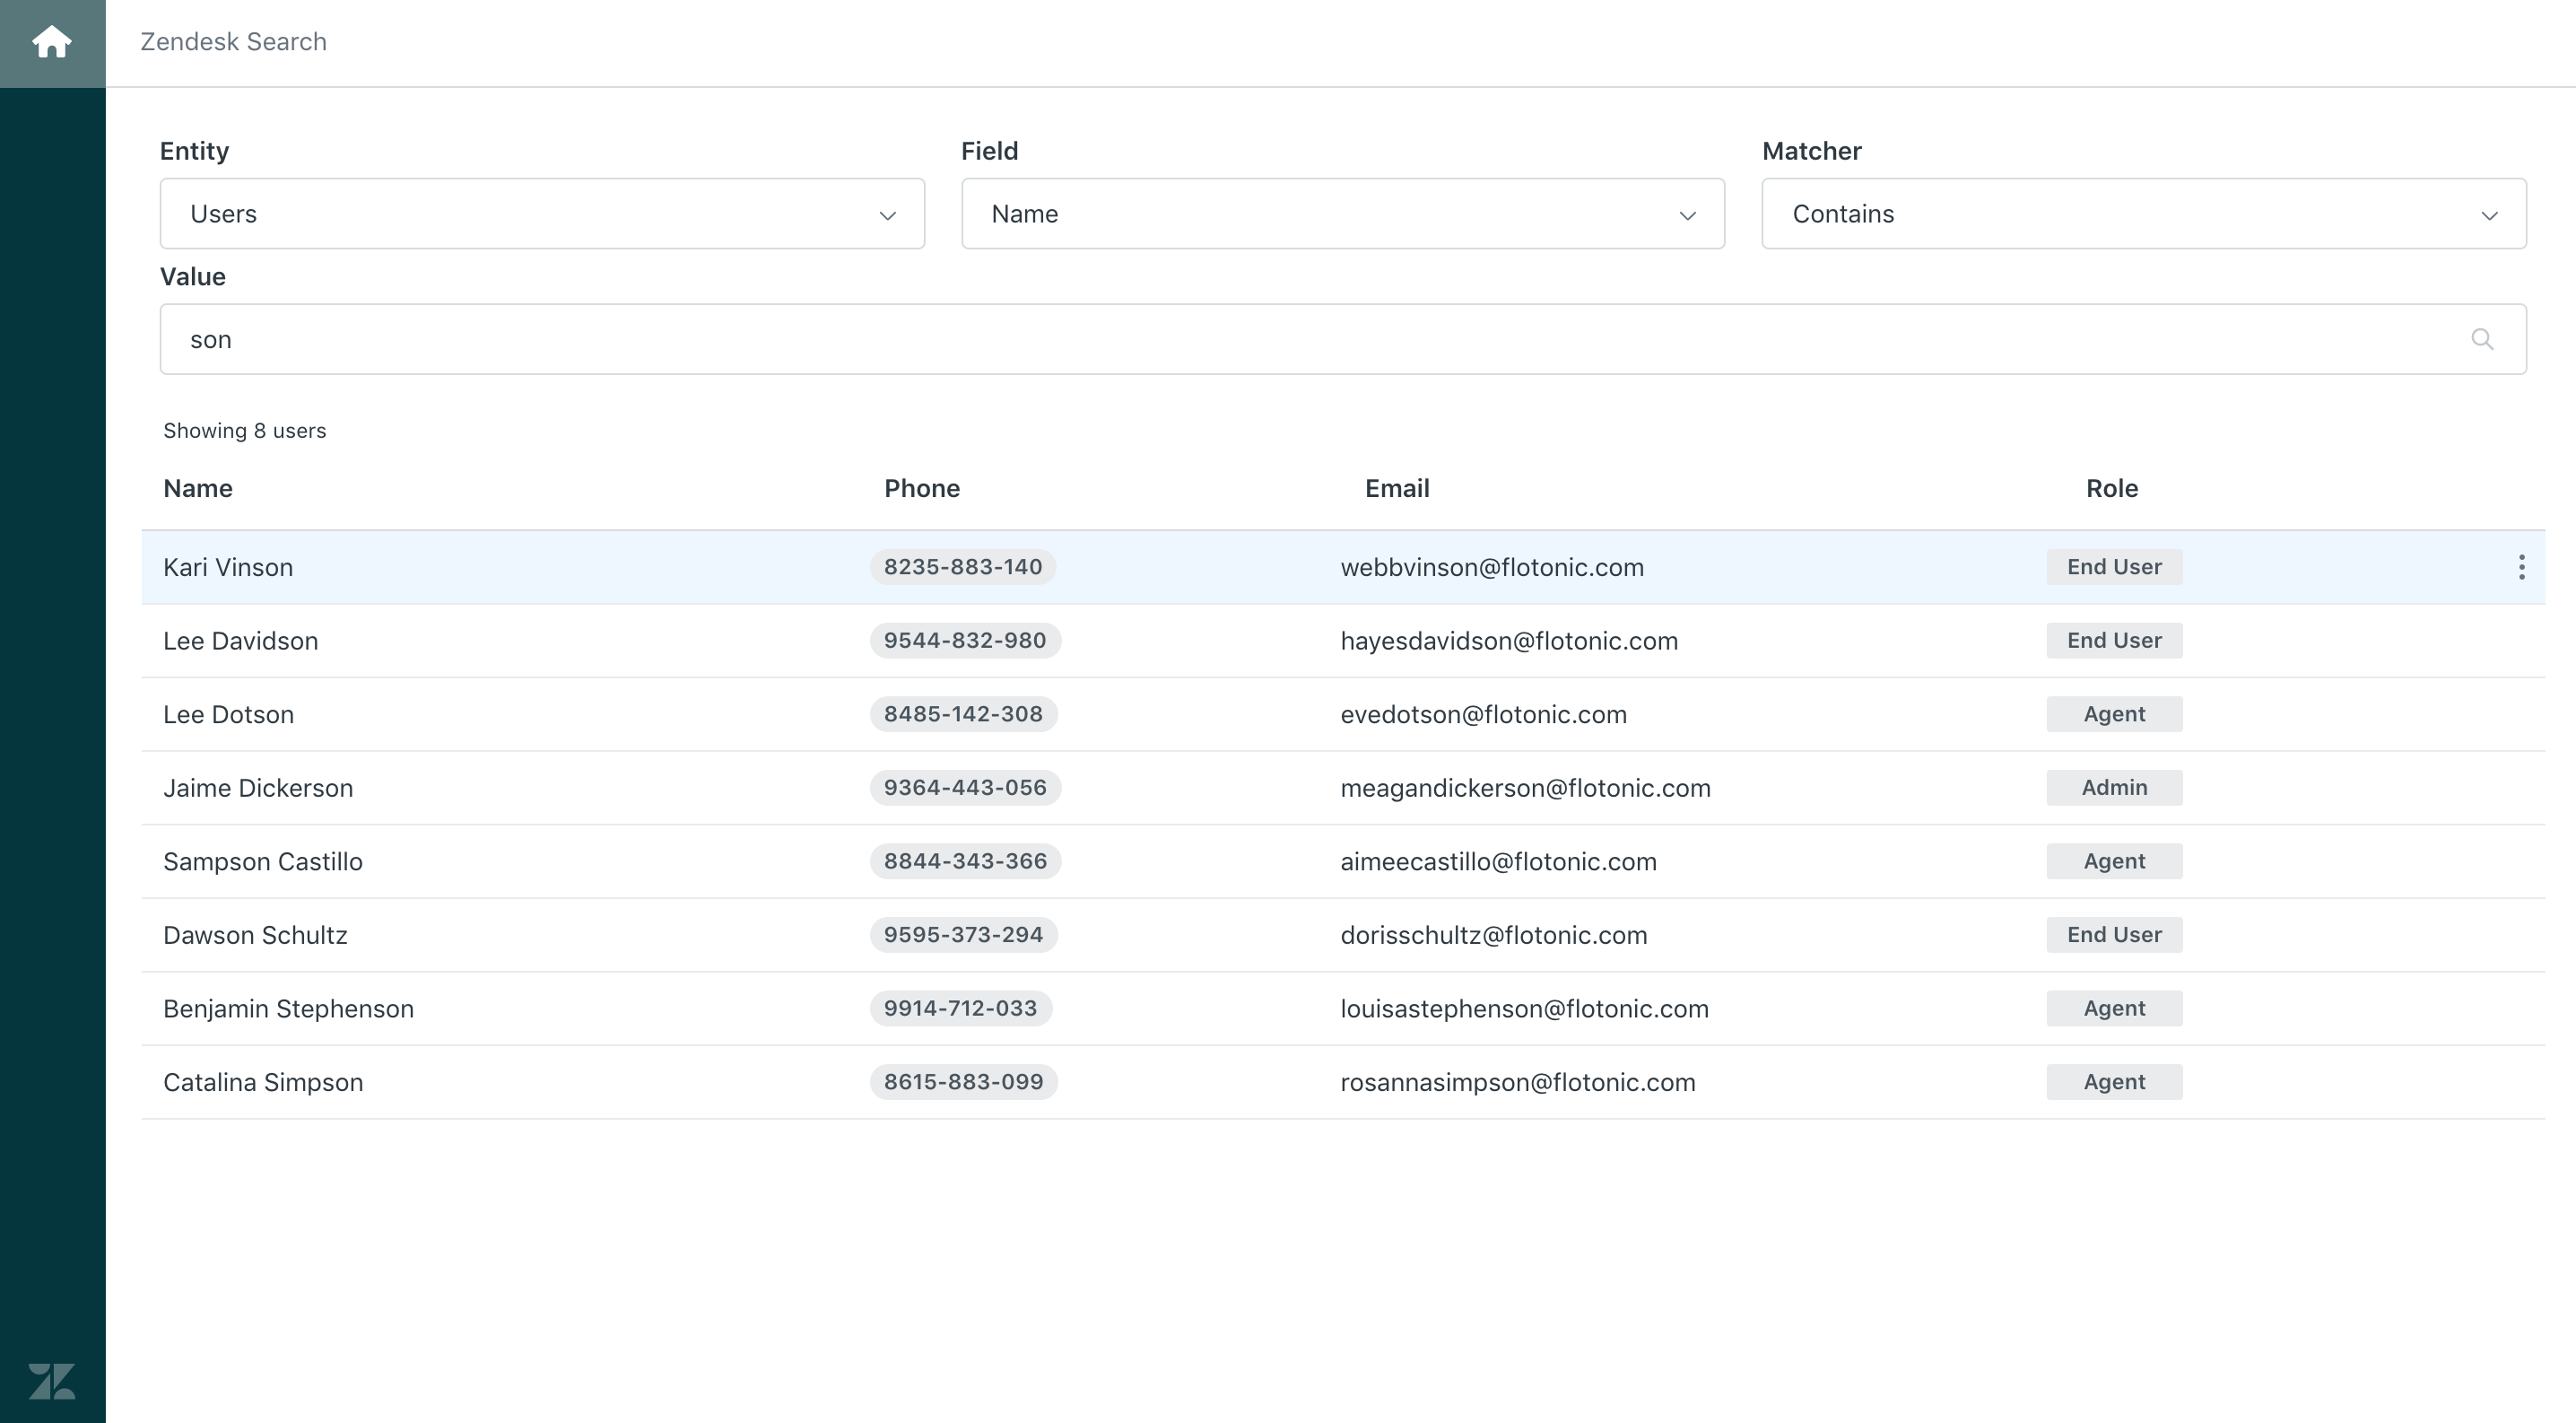 Zendesk Search
Entity Field Matcher
Users Name Contains
Value
son
Showing 8 users
Name Phone Email Role
Kari Vinson 8235-883-140 webbvinson@flotonic.com End User
Lee Davidson 9544-832-980 hayesdavidson@flotonic.com End User
Lee Dotson 8485-142-308 evedotson@flotonic.com Agent
Jaime Dickerson 9364-443-056 meagandickerson@flotonic.com Admin
Sampson Castillo 8844-343-366 aimeecastillo@flotonic.com Agent
Dawson Schultz 9595-373-294 dorisschultz@flotonic.com End User
Benjamin Stephenson 9914-712-033 louisastephenson@flotonic.com Agent
Catalina Simpson 8615-883-099 rosannasimpson@flotonic.com Agent